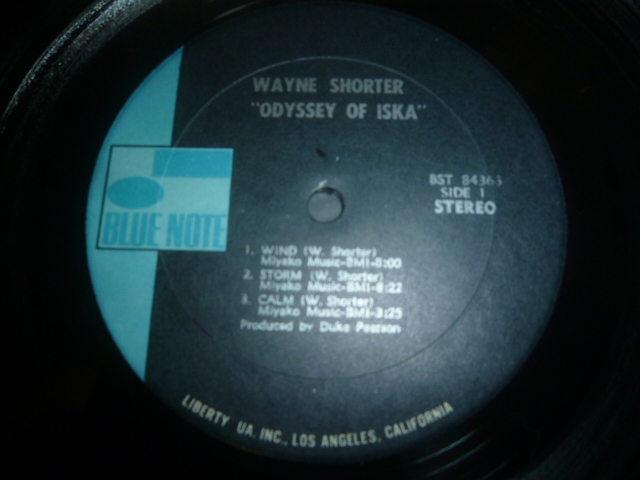 WAYNE SHORTER
"ODYSSEY OF ISKA"
BST 84363
SIDE 1
STEREO
BLUE NOTE
1. WIND (W. Shorter)
Miyako Music-BMI-8:00
2. STORM (W. Shorter)
Miyako Music-BMI-8:22
3. CALM (W. Shorter)
Miyako Music-BMI-3:25
Produced by Duke Pearson
LIBERTY UA, INC., LOS ANGELES, CALIFORNIA